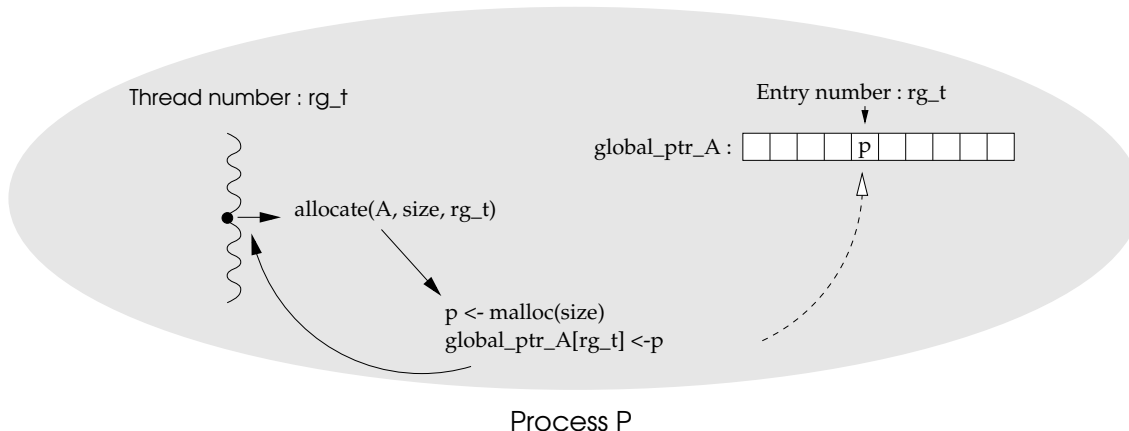 Thread number : rg_t
Entry number : rg_t
global_ptr_A :
p
allocate(A, size, rg_t)
p <- malloc(size)
global_ptr_A[rg_t] <-p
Process P